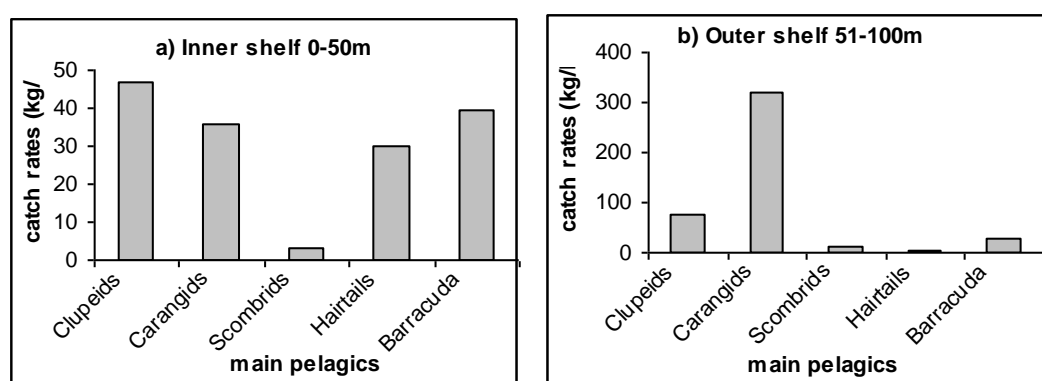 a) Inner shelf 0-50m
catch rates (kg/
50
40
30
20
10
0
Clupeids
Carangids
Scombrids
Hairtails
Barracuda
main pelagics
b) Outer shelf 51-100m
catch rates (kg/
400
300
200
100
0
Clupeids
Carangids
Scombrids
Hairtails
Barracuda
main pelagics